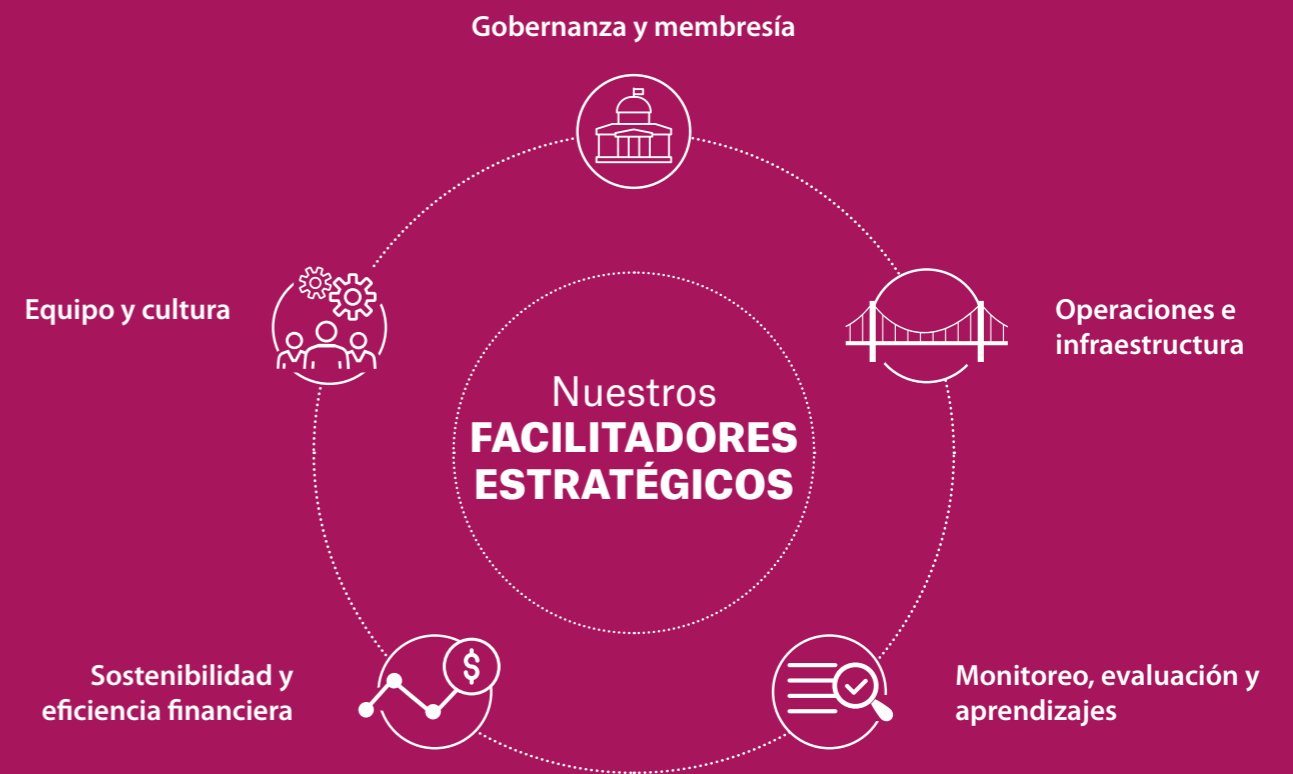 Gobernanza y membresía
Equipo y cultura
Operaciones e
infraestructura
Nuestros
FACILITADORES
ESTRATÉGICOS
Sostenibilidad y
eficiencia financiera
$
Monitoreo, evaluación y
aprendizajes